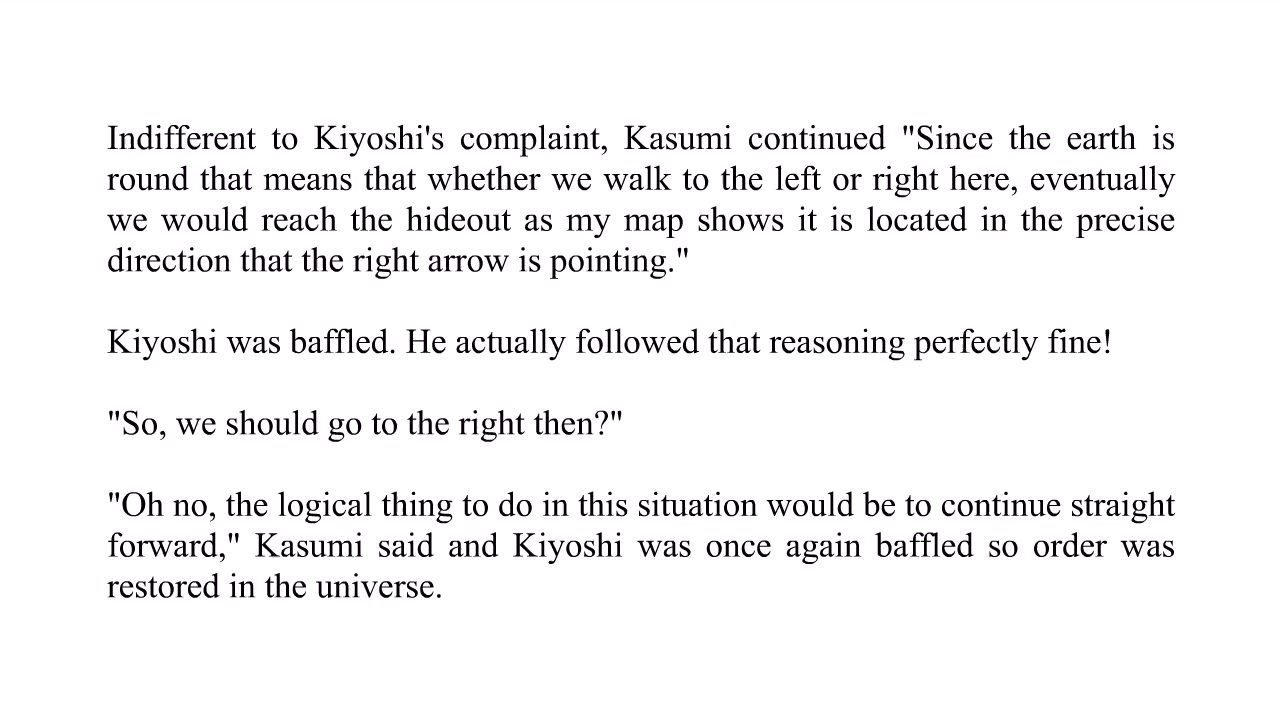 Indifferent to Kiyoshi's complaint, Kasumi continued "Since the earth is
round that means that whether we walk to the left or right here, eventually
we would reach the hideout as my map shows it is located in the precise
direction that the right arrow is pointing."
Kiyoshi was baffled. He actually followed that reasoning perfectly fine!
"So, we should go to the right then?"
"Oh no, the logical thing to do in this situation would be to continue straight
forward," Kasumi said and Kiyoshi was once again baffled so order was
restored in the universe.